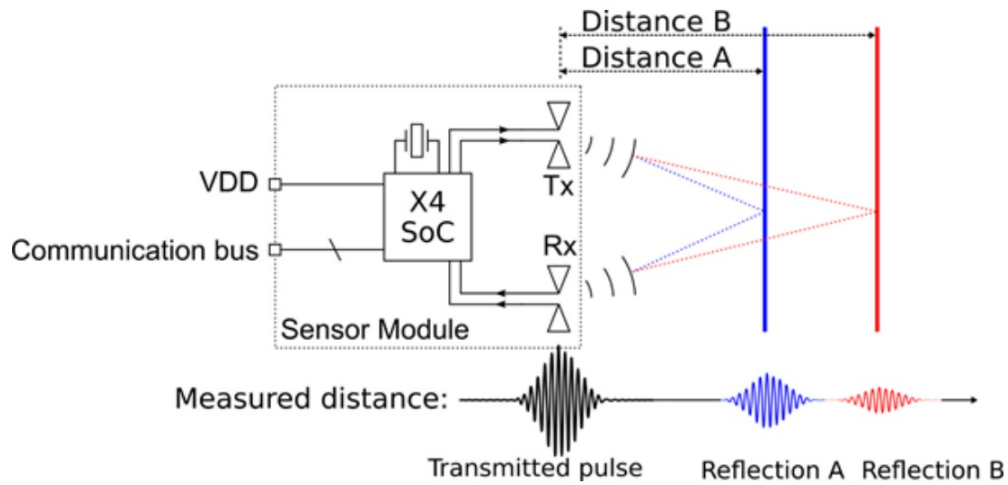 Distance B
Distance A
VDD
X4
SoC
Tx
Communication bus
Rx
Sensor Module
Measured distance:
Transmitted pulse
Reflection A
Reflection B